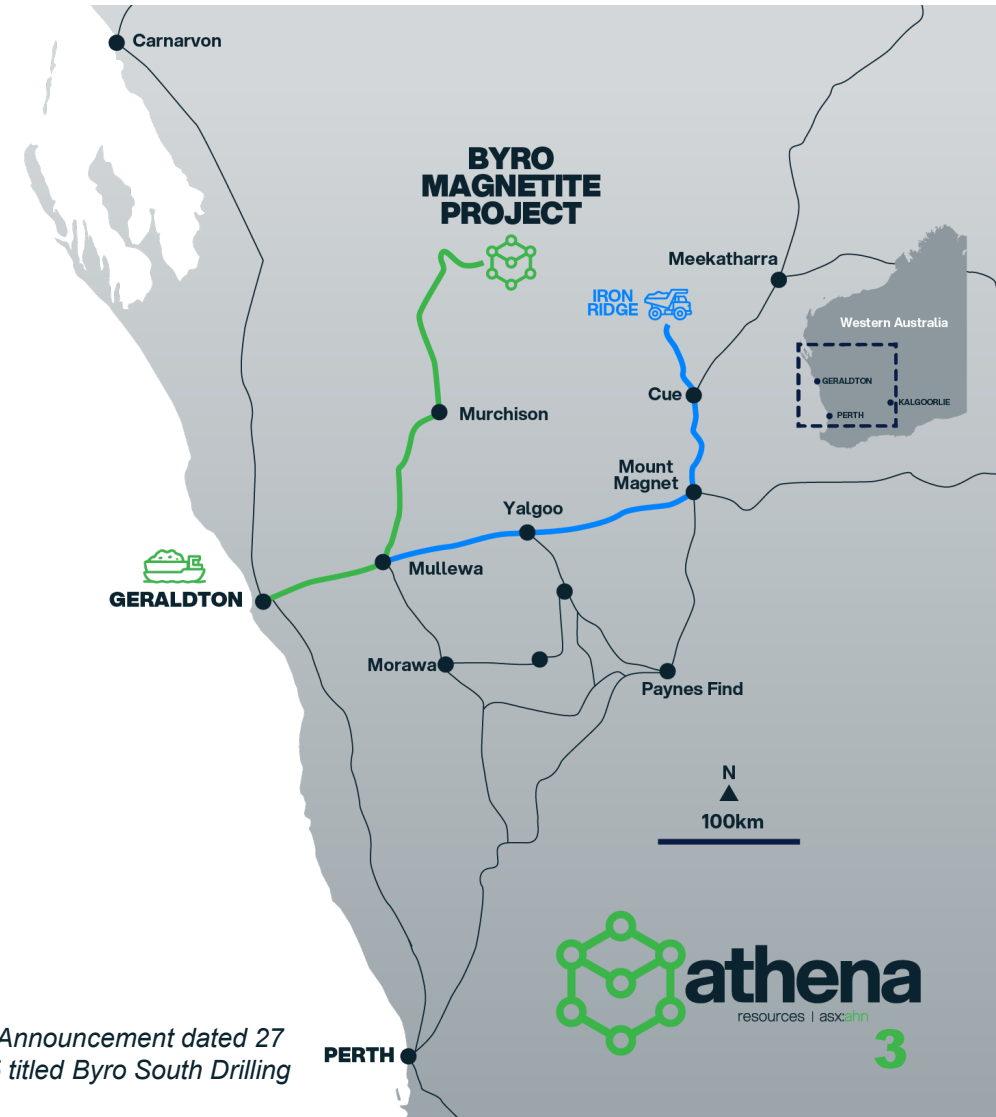 Carnarvon
BYRO
MAGNETITE
PROJECT
Meekatharra
IRON
RIDGE
Western Australia
GERALDTON
KALGOORLIE
PERTH
Cue
Murchison
Mount
Magnet
Yalgoo
Mullewa
GERALDTON
Morawa
Paynes Find
N
100km
athena
resources | asx:ahn
3
Announcement dated 27
titled Byro South Drilling
PERTH